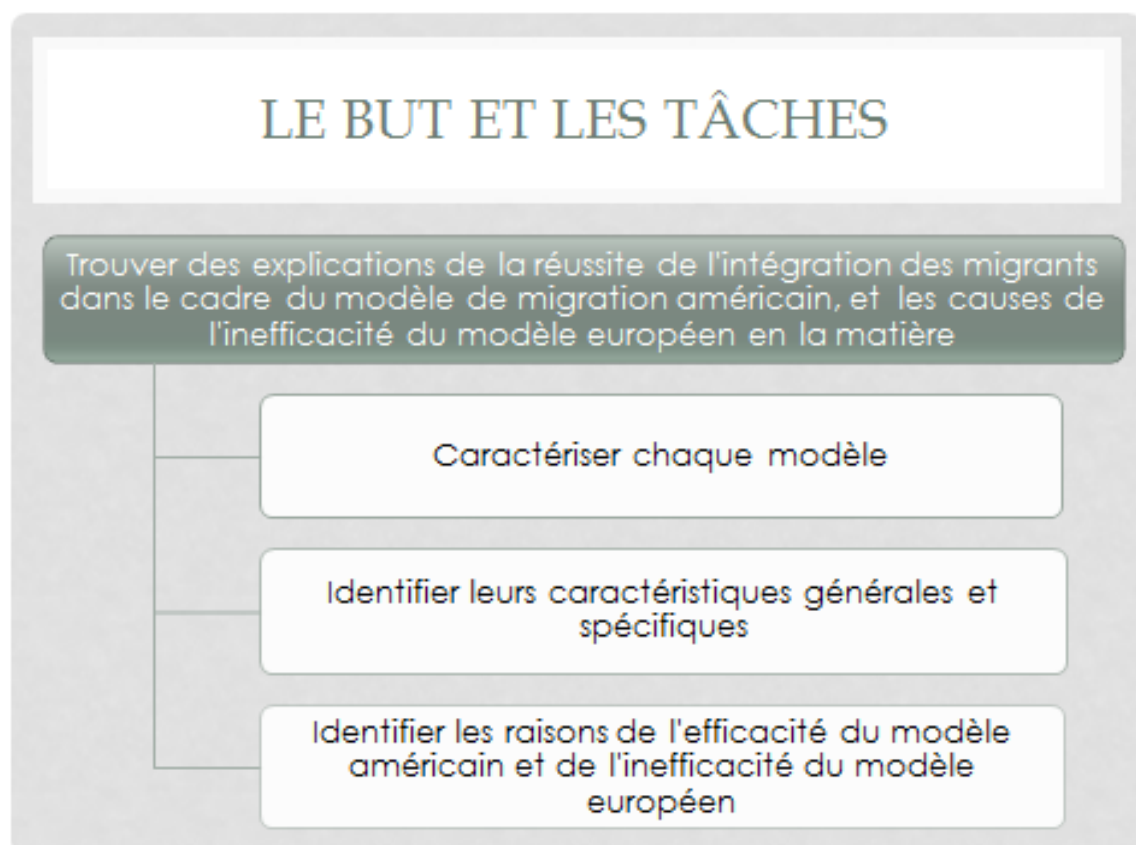 LE BUT ET LES TÂCHES
Trouver des explications de la réussite de l'intégration des migrants
dans le cadre du modèle de migration américain, et les causes de
l'inefficacité du modèle européen en la matière
Caractériser chaque modèle
Identifier leurs caractéristiques générales et
spécifiques
Identifier les raisons de l'efficacité du modèle
américain et de l'inefficacité du modèle
européen